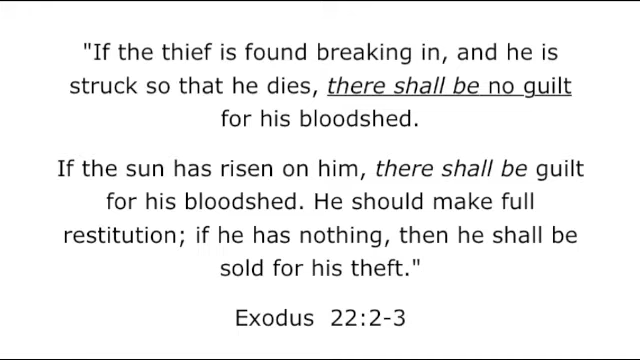 "If the thief is found breaking in, and he is
struck so that he dies, there shall be no guilt
for his bloodshed.
If the sun has risen on him, there shall be guilt
for his bloodshed. He should make full
restitution; if he has nothing, then he shall be
sold for his theft."
Exodus 22:2-3